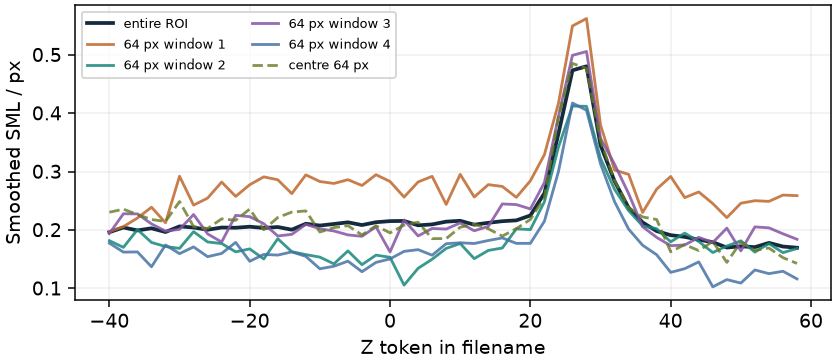 entire ROI
64 px window 1
64 px window 2
64 px window 3
64 px window 4
centre 64 px
Smoothed SML / px
0.5
0.4
0.3
0.2
0.1
−40
−20
0
20
40
60
Z token in filename